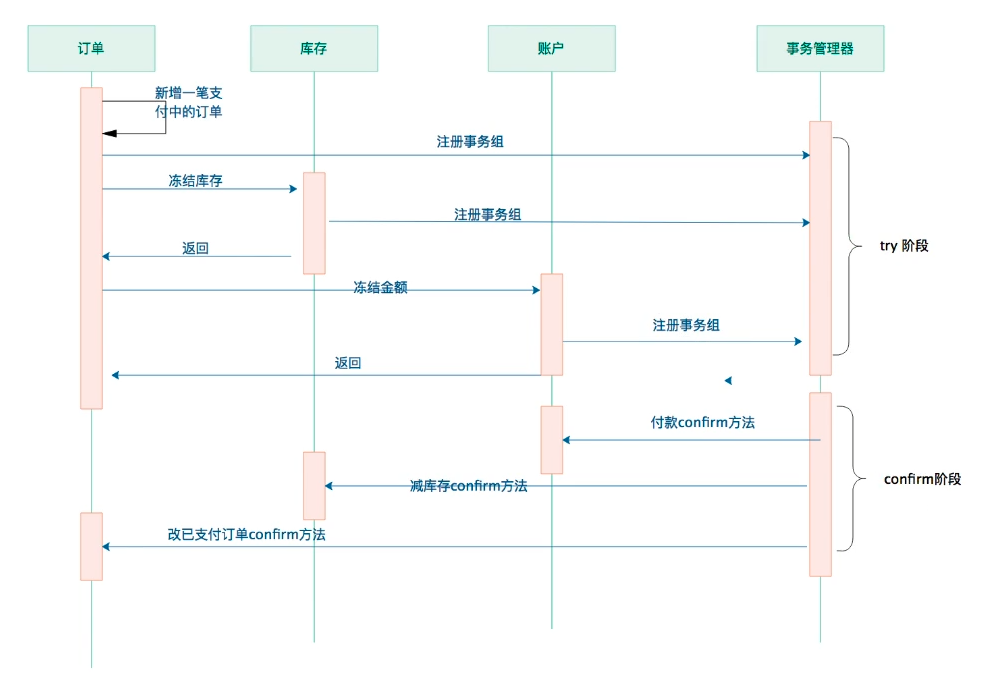 订单
库存
账户
事务管理器
新增一笔支
付中的订单
注册事务组
冻结库存
注册事务组
返回
try 阶段
冻结金额
注册事务组
返回
付款confirm方法
confirm阶段
减库存confirm方法
改已支付订单confirm方法